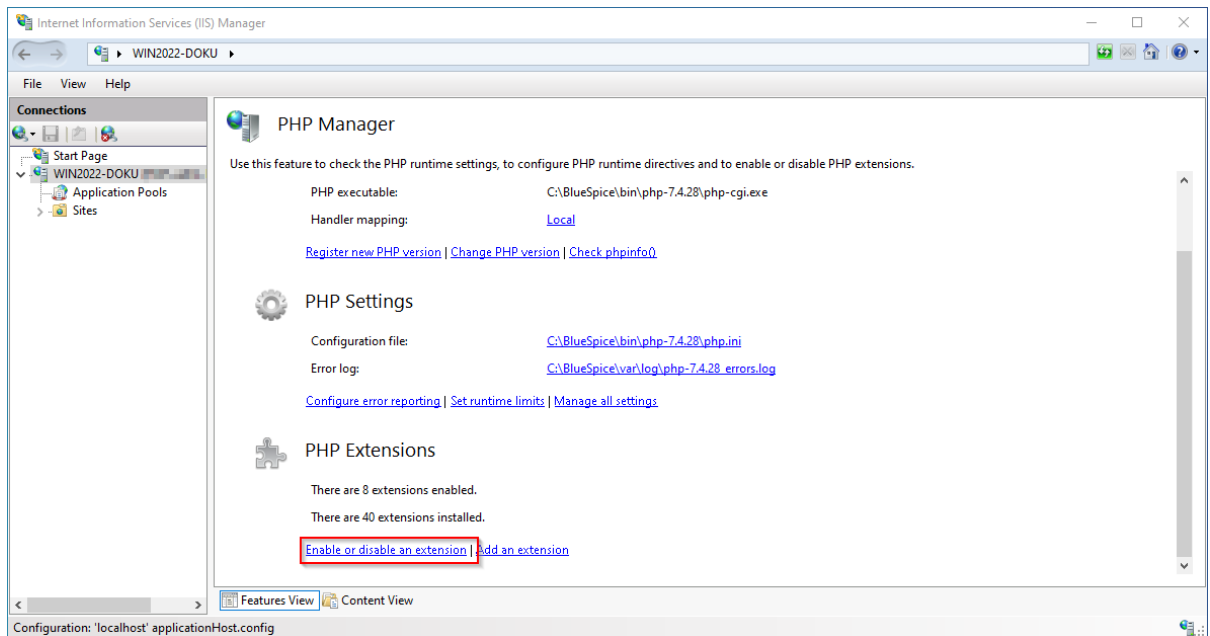 Internet Information Services (IIS) Manager
WIN2022-DOKU
File View Help
Connections
Start Page
WIN2022-DOKU
Application Pools
Sites
PHP Manager
Use this feature to check the PHP runtime settings, to configure PHP runtime directives and to enable or disable PHP extensions.
PHP executable: C:\BlueSpice\bin\php-7.4.28\php-cgi.exe
Handler mapping: Local
Register new PHP version | Change PHP version | Check phpinfo()
PHP Settings
Configuration file: C:\BlueSpice\bin\php-7.4.28\php.ini
Error log: C:\BlueSpice\var\log\php-7.4.28_errors.log
Configure error reporting | Set runtime limits | Manage all settings
PHP Extensions
There are 8 extensions enabled.
There are 40 extensions installed.
Enable or disable an extension | Add an extension
Features View Content View
Configuration: 'localhost' applicationHost.config